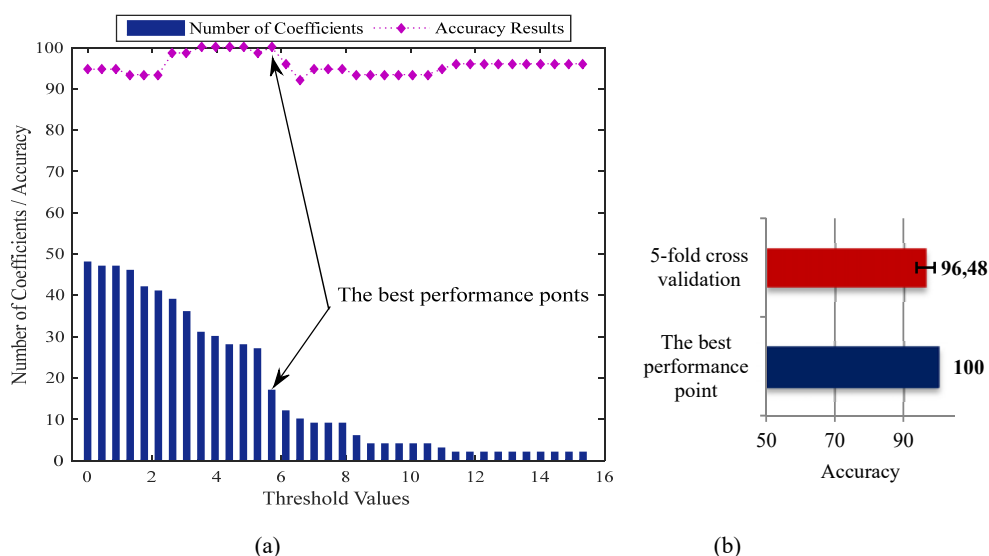 Number of Coefficients
Accuracy Results
Number of Coefficients / Accuracy
100
90
80
70
60
50
40
30
20
10
0
0 2 4 6 8 10 12 14 16
Threshold Values
The best performance ponts
(a)
5-fold cross
validation
96,48
The best
performance
point
100
50 70 90
Accuracy
(b)